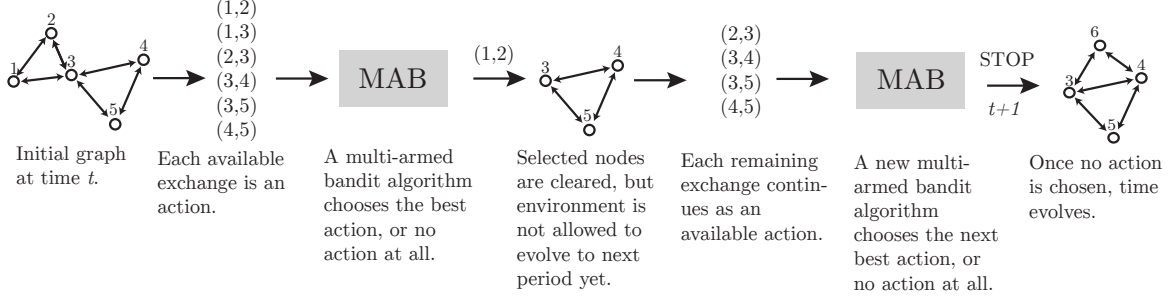 1
2
3
4
5
Initial graph
at time t.
(1,2)
(1,3)
(2,3)
(3,4)
(3,5)
(4,5)
Each available
exchange is an
action.
MAB
A multi-armed
bandit algorithm
chooses the best
action, or no
action at all.
(1,2)
3
4
5
Selected nodes
are cleared, but
environment is
not allowed to
evolve to next
period yet.
(2,3)
(3,4)
(3,5)
(4,5)
Each remaining
exchange contin-
ues as an
available action.
MAB
A new multi-
armed bandit
algorithm
chooses the next
best action, or
no action at all.
STOP
t+1
6
3
4
5
Once no action
is chosen, time
evolves.